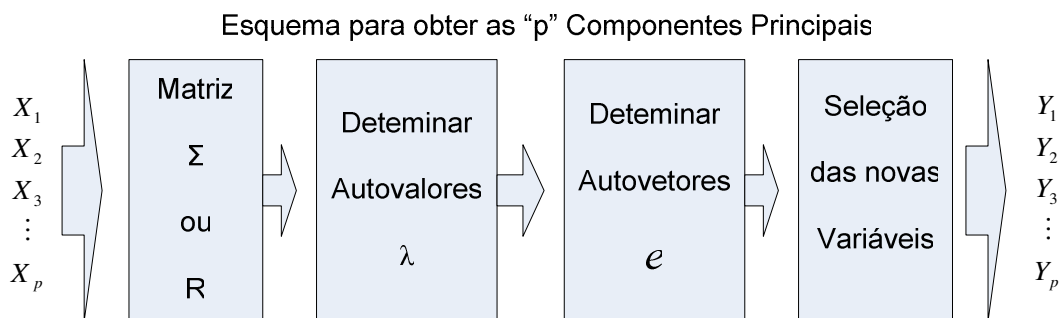 Esquema para obter as “p” Componentes Principais
X₁
X₂
X₃
⋮
Xₚ
Matriz
Σ
ou
R
Deteminar
Autovalores
λ
Deteminar
Autovetores
e
Seleção
das novas
Variáveis
Y₁
Y₂
Y₃
⋮
Yₚ